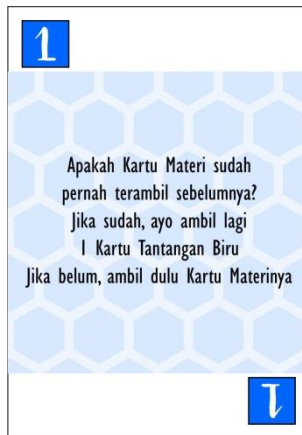 1
Apakah Kartu Materi sudah
pernah terambil sebelumnya?
Jika sudah, ayo ambil lagi
1 Kartu Tantangan Biru
Jika belum, ambil dulu Kartu Materinya
1